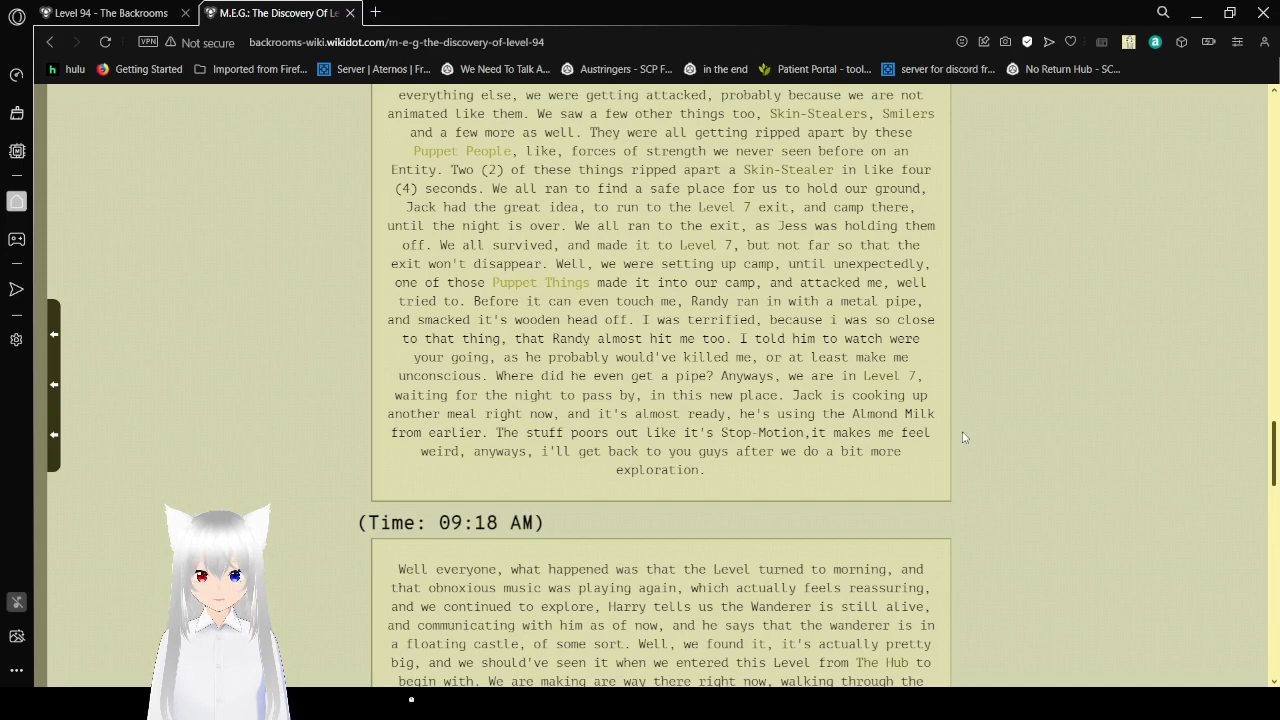 Level 94 - The Backrooms
M.E.G.: The Discovery Of Le
VPN
Not secure
backrooms-wiki.wikidot.com/m-e-g-the-discovery-of-level-94
hulu
Getting Started
Imported from Firef...
Server | Aternos | Fr...
We Need To Talk A...
Austringers - SCP F...
in the end
Patient Portal - tool...
server for discord fr...
No Return Hub - SC...
everything else, we were getting attacked, probably because we are not
animated like them. We saw a few other things too, Skin-Stealers, Smilers
and a few more as well. They were all getting ripped apart by these
Puppet People, like, forces of strength we never seen before on an
Entity. Two (2) of these things ripped apart a Skin-Stealer in like four
(4) seconds. We all ran to find a safe place for us to hold our ground,
Jack had the great idea, to run to the Level 7 exit, and camp there,
until the night is over. We all ran to the exit, as Jess was holding them
off. We all survived, and made it to Level 7, but not far so that the
exit won't disappear. Well, we were setting up camp, until unexpectedly,
one of those Puppet Things made it into our camp, and attacked me, well
tried to. Before it can even touch me, Randy ran in with a metal pipe,
and smacked it's wooden head off. I was terrified, because i was so close
to that thing, that Randy almost hit me too. I told him to watch were
your going, as he probably would've killed me, or at least make me
unconscious. Where did he even get a pipe? Anyways, we are in Level 7,
waiting for the night to pass by, in this new place. Jack is cooking up
another meal right now, and it's almost ready, he's using the Almond Milk
from earlier. The stuff poors out like it's Stop-Motion,it makes me feel
weird, anyways, i'll get back to you guys after we do a bit more
exploration.
(Time: 09:18 AM)
Well everyone, what happened was that the Level turned to morning, and
that obnoxious music was playing again, which actually feels reassuring,
and we continued to explore, Harry tells us the Wanderer is still alive,
and communicating with him as of now, and he says that the wanderer is in
a floating castle, of some sort. Well, we found it, it's actually pretty
big, and we should've seen it when we entered this Level from The Hub to
begin with. We are making are way there right now, walking through the